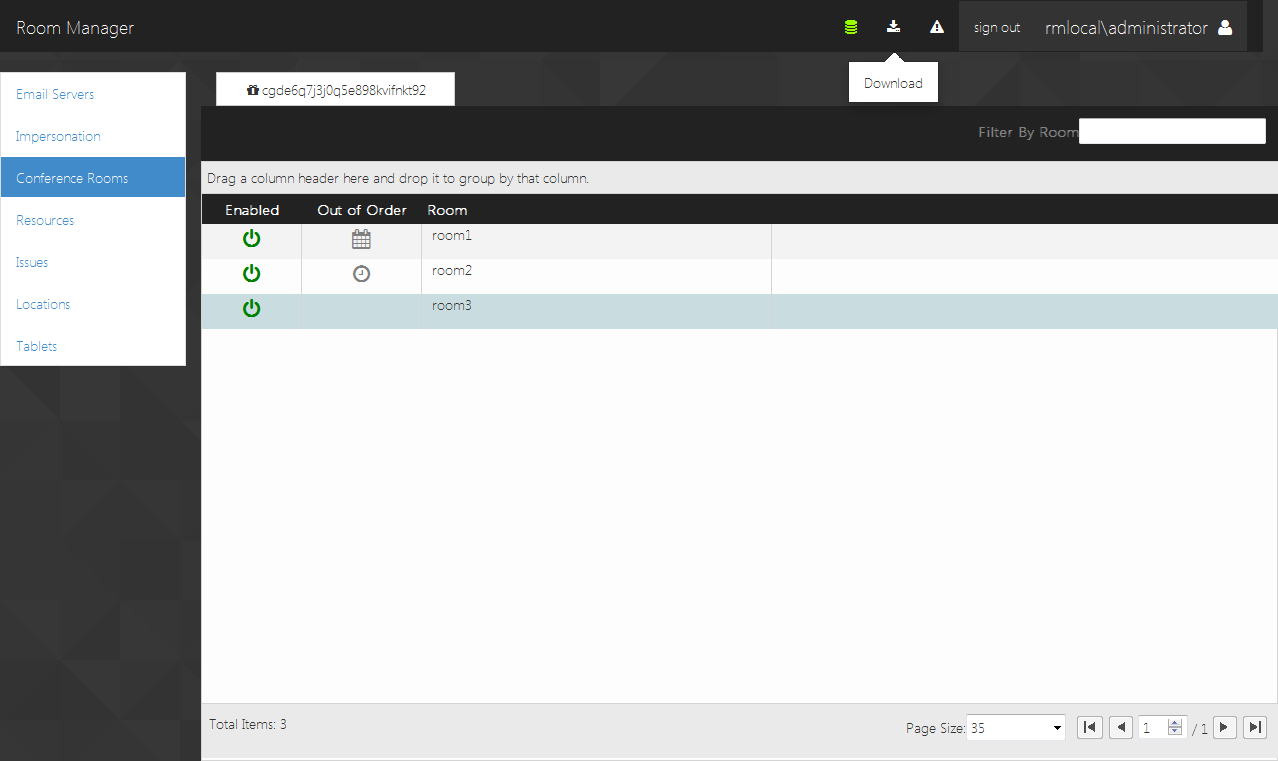 Room Manager
sign out
rmlocal\administrator
Download
Email Servers
Impersonation
Conference Rooms
Resources
Issues
Locations
Tablets
cgde6q7j3j0q5e898kvifnkt92
Filter By Room
Drag a column header here and drop it to group by that column.
Enabled Out of Order Room
room1
room2
room3
Total Items: 3
Page Size: 35 1 / 1